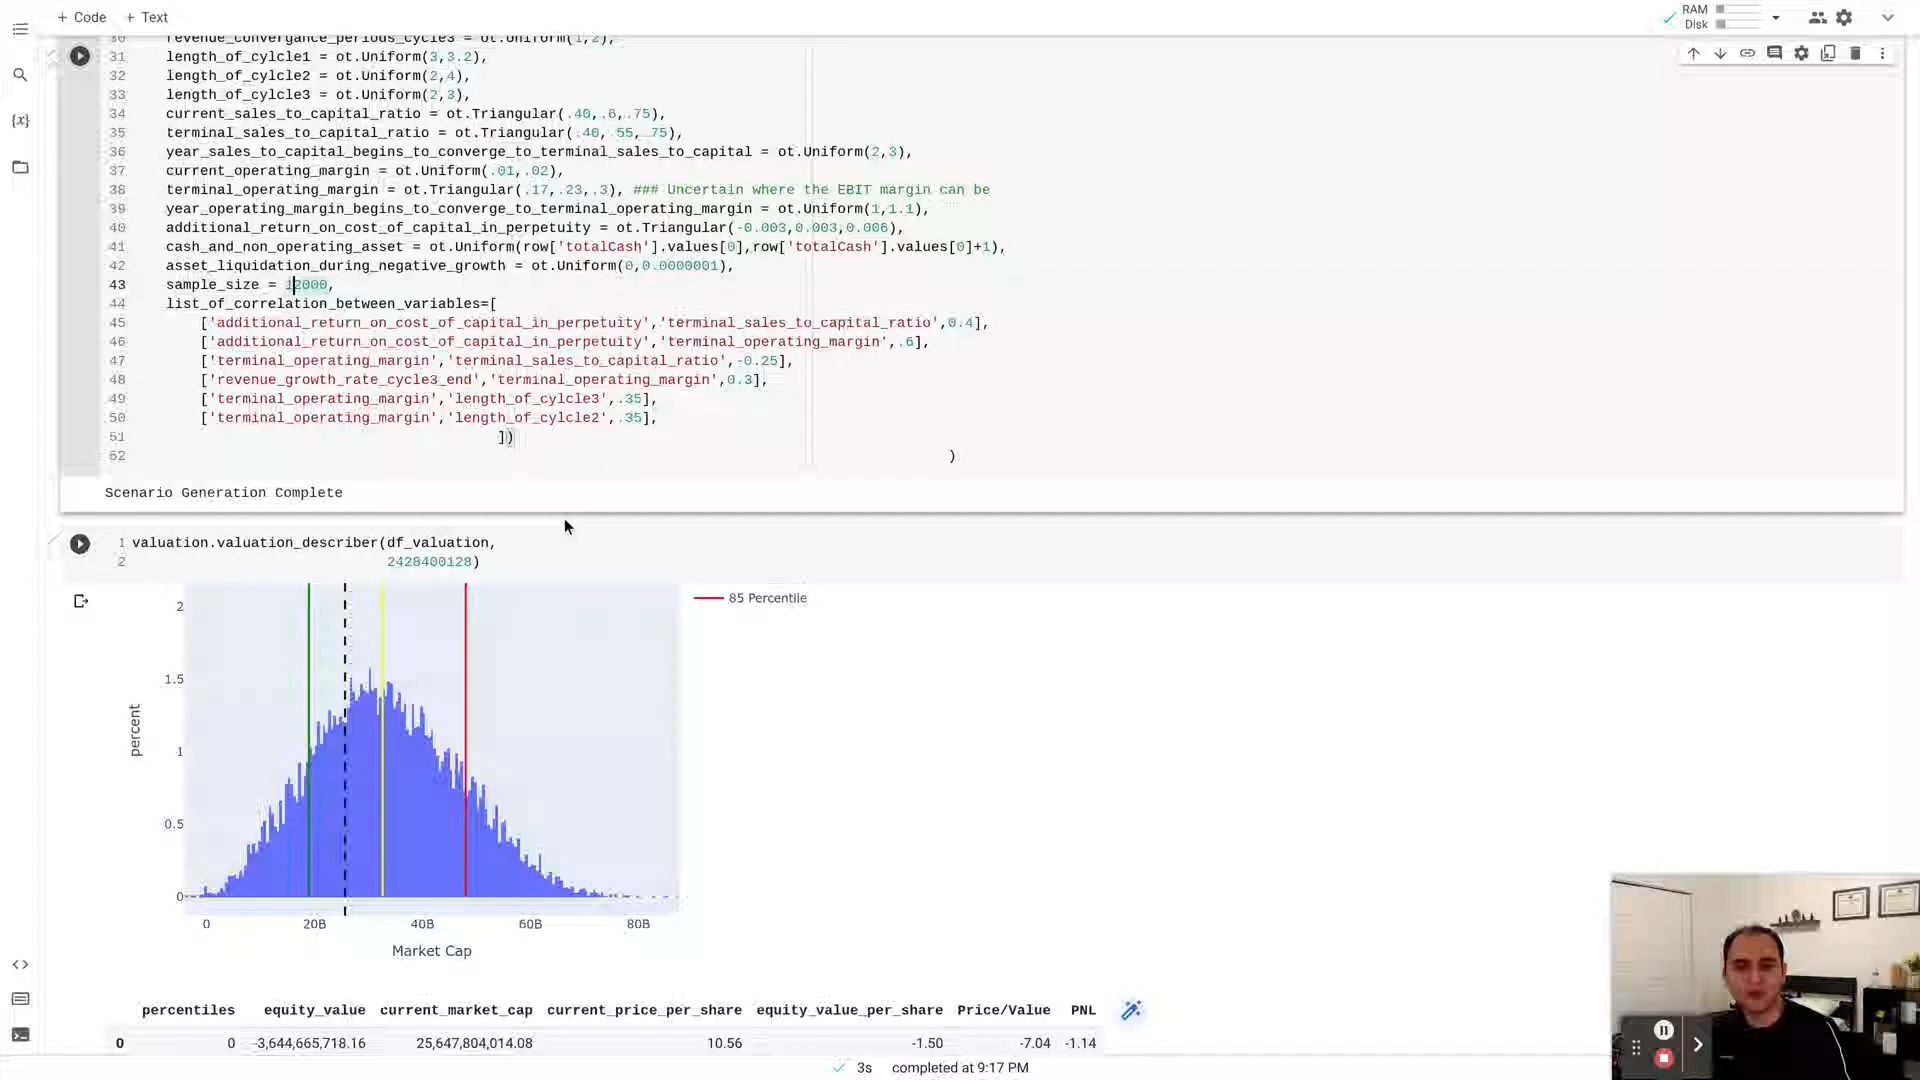 + Code + Text
RAM
Disk
30 revenue_convergance_periods_cycle3 = ot.Uniform(1,2),
31 length_of_cylcle1 = ot.Uniform(3,3.2),
32 length_of_cylcle2 = ot.Uniform(2,4),
33 length_of_cylcle3 = ot.Uniform(2,3),
34 current_sales_to_capital_ratio = ot.Triangular(.40,.6,.75),
35 terminal_sales_to_capital_ratio = ot.Triangular(.40,.55,.75),
36 year_sales_to_capital_begins_to_converge_to_terminal_sales_to_capital = ot.Uniform(2,3),
37 current_operating_margin = ot.Uniform(.01,.02),
38 terminal_operating_margin = ot.Triangular(.17,.23,.3), ### Uncertain where the EBIT margin can be
39 year_operating_margin_begins_to_converge_to_terminal_operating_margin = ot.Uniform(1,1.1),
40 additional_return_on_cost_of_capital_in_perpetuity = ot.Triangular(-0.003,0.003,0.006),
41 cash_and_non_operating_asset = ot.Uniform(row['totalCash'].values[0],row['totalCash'].values[0]+1),
42 asset_liquidation_during_negative_growth = ot.Uniform(0,0.0000001),
43 sample_size = 12000,
44 list_of_correlation_between_variables=[
45 ['additional_return_on_cost_of_capital_in_perpetuity','terminal_sales_to_capital_ratio',0.4],
46 ['additional_return_on_cost_of_capital_in_perpetuity','terminal_operating_margin',.6],
47 ['terminal_operating_margin','terminal_sales_to_capital_ratio',-0.25],
48 ['revenue_growth_rate_cycle3_end','terminal_operating_margin',0.3],
49 ['terminal_operating_margin','length_of_cylcle3',.35],
50 ['terminal_operating_margin','length_of_cylcle2',.35],
51 ])
52 )
Scenario Generation Complete
1 valuation.valuation_describer(df_valuation,
2 2428400128)
85 Percentile
2
1.5
1
0.5
0
percent
0 20B 40B 60B 80B
Market Cap
percentiles equity_value current_market_cap current_price_per_share equity_value_per_share Price/Value PNL
0 0 -3,644,665,718.16 25,647,804,014.08 10.56 -1.50 -7.04 -1.14
3s completed at 9:17 PM